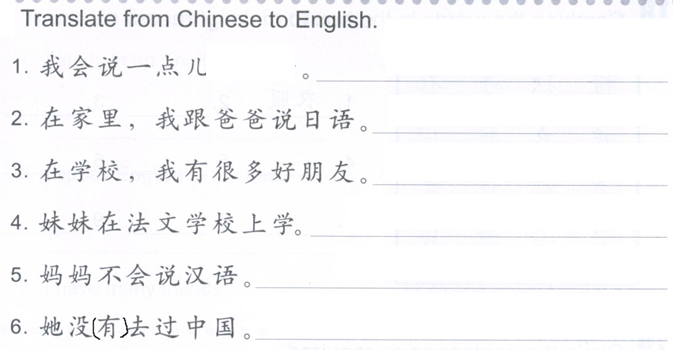 Translate from Chinese to English.
1. 我会说一点儿 。
2. 在家里，我跟爸爸说日语。
3. 在学校，我有很多好朋友。
4. 妹妹在法文学校上学。
5. 妈妈不会说汉语。
6. 她没(有)去过中国。